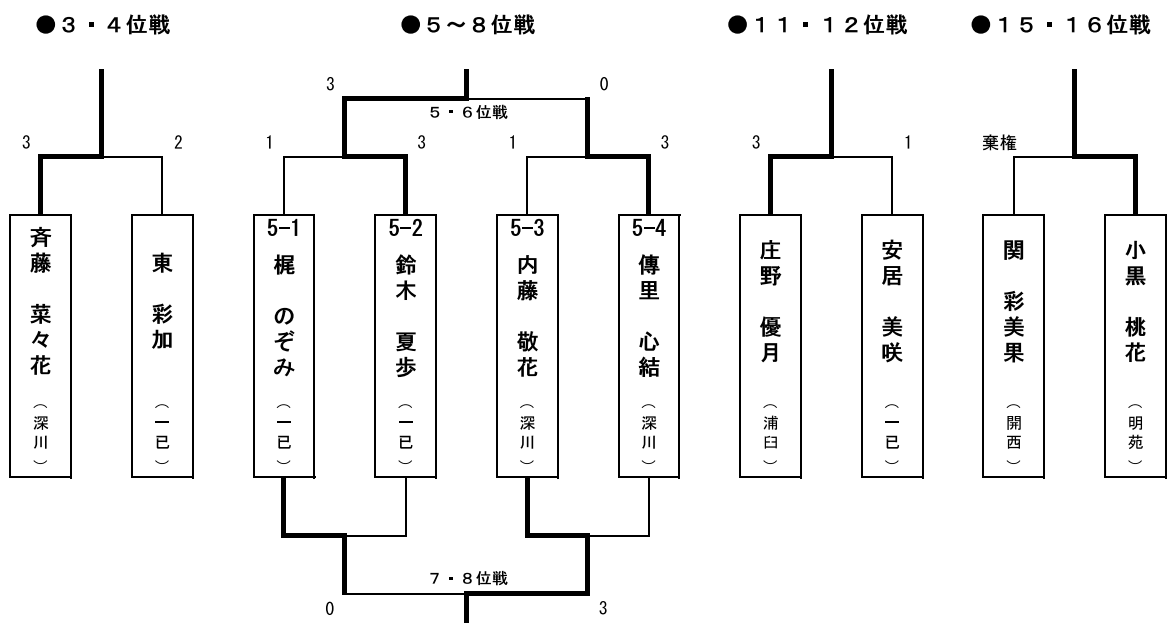 ●3・4位戦
●5～8位戦
●11・12位戦
●15・16位戦
3
0
5・6位戦
3
2
1
3
1
3
3
1
棄権
斉藤 菜々花 （深川）
東 彩加 （一已）
5-1 梶 のぞみ （一已）
5-2 鈴木 夏歩 （一已）
5-3 内藤 敬花 （深川）
5-4 傳里 心結 （深川）
庄野 優月 （浦臼）
安居 美咲 （一已）
関 彩美果 （開西）
小黒 桃花 （明苑）
7・8位戦
0
3